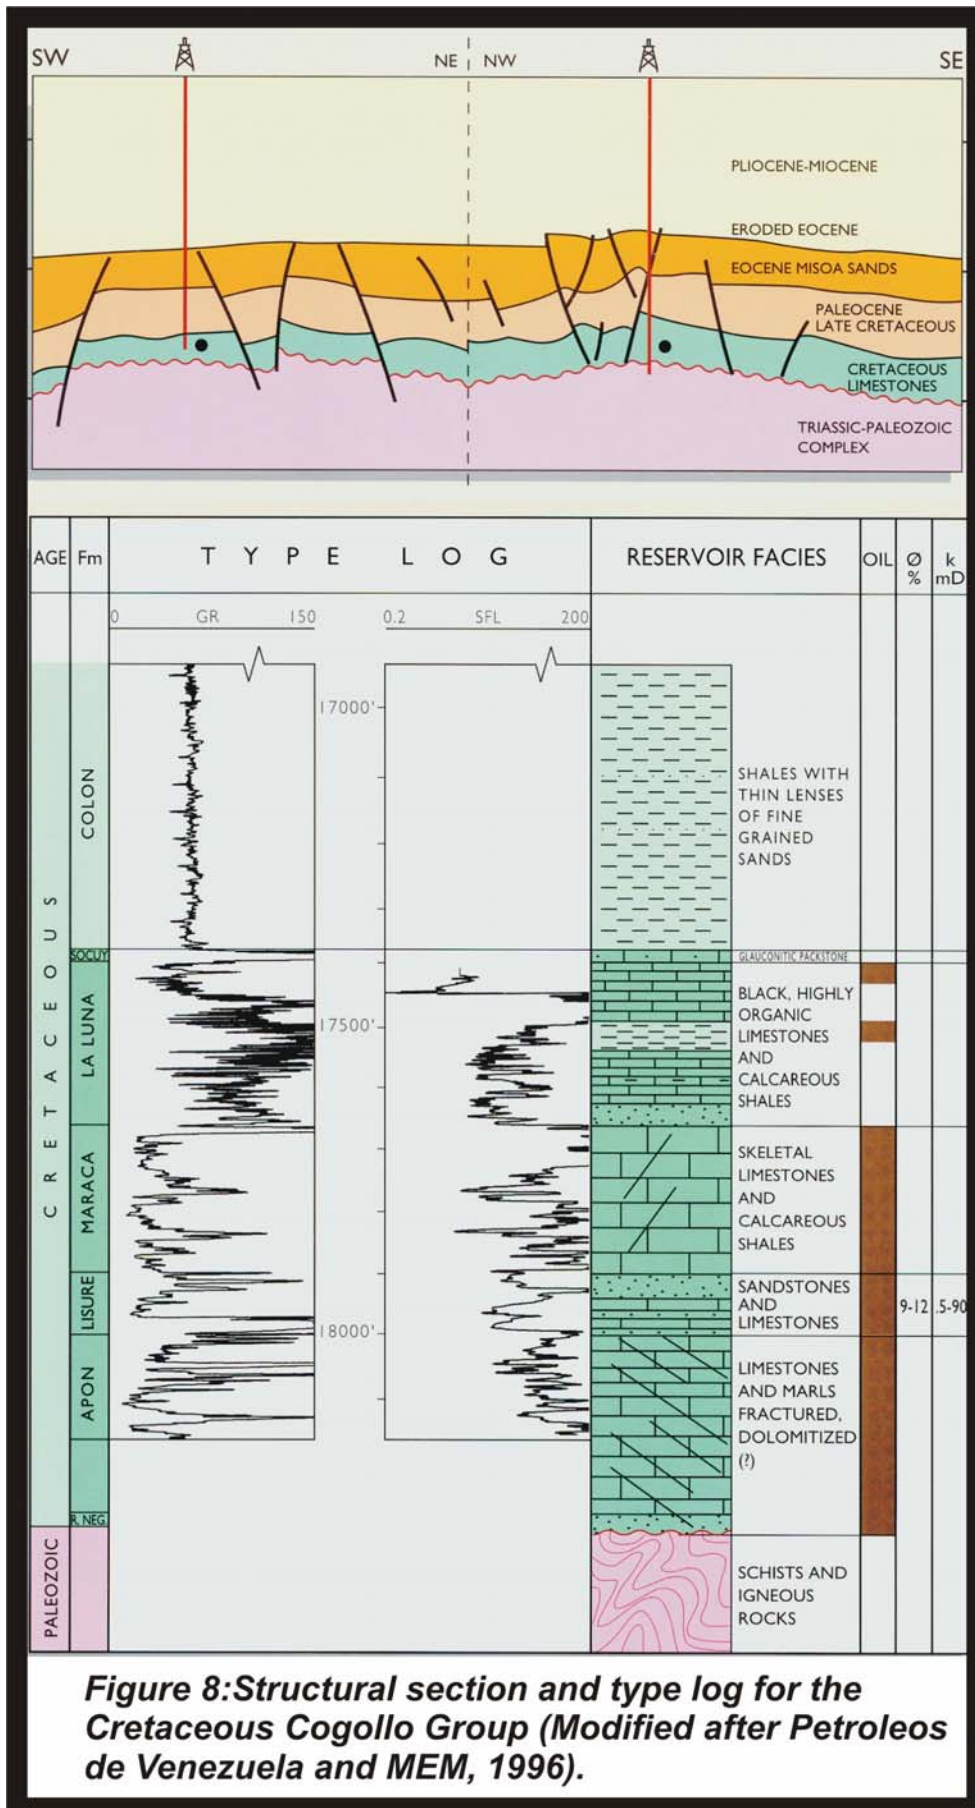 SW
NE
NW
SE
PLIOCENE-MIOCENE
ERODED EOCENE
EOCENE MISOA SANDS
PALEOCENE
LATE CRETACEOUS
CRETACEOUS
LIMESTONES
TRIASSIC-PALEOZOIC
COMPLEX
AGE
Fm
TYPE LOG
RESERVOIR FACIES
OIL
Ø
%
k
mD
0 GR 150
0.2 SFL 200
CRETACEOUS
PALEOZOIC
COLON
SOCUY
LA LUNA
MARACA
LISURE
APON
R. NEG.
17000'
17500'
18000'
SHALES WITH
THIN LENSES
OF FINE
GRAINED
SANDS
GLAUCONITIC PACKSTONE
BLACK, HIGHLY
ORGANIC
LIMESTONES
AND
CALCAREOUS
SHALES
SKELETAL
LIMESTONES
AND
CALCAREOUS
SHALES
SANDSTONES
AND
LIMESTONES
9-12
.5-90
LIMESTONES
AND MARLS
FRACTURED,
DOLOMITIZED
(?)
SCHISTS AND
IGNEOUS
ROCKS
Figure 8:Structural section and type log for the
Cretaceous Cogollo Group (Modified after Petroleos
de Venezuela and MEM, 1996).